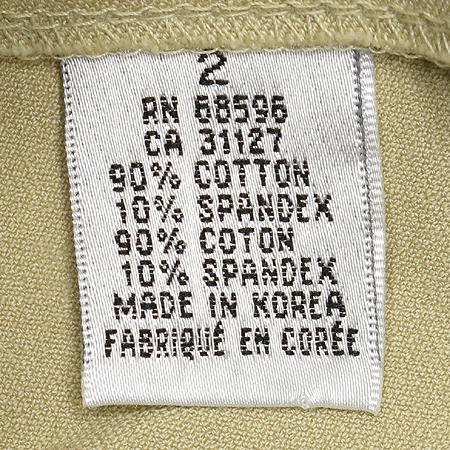 2
RN 68596
CA 31127
90% COTTON
10% SPANDEX
90% COTON
10% SPANDEX
MADE IN KOREA
FABRIQUÉ EN CORÉE